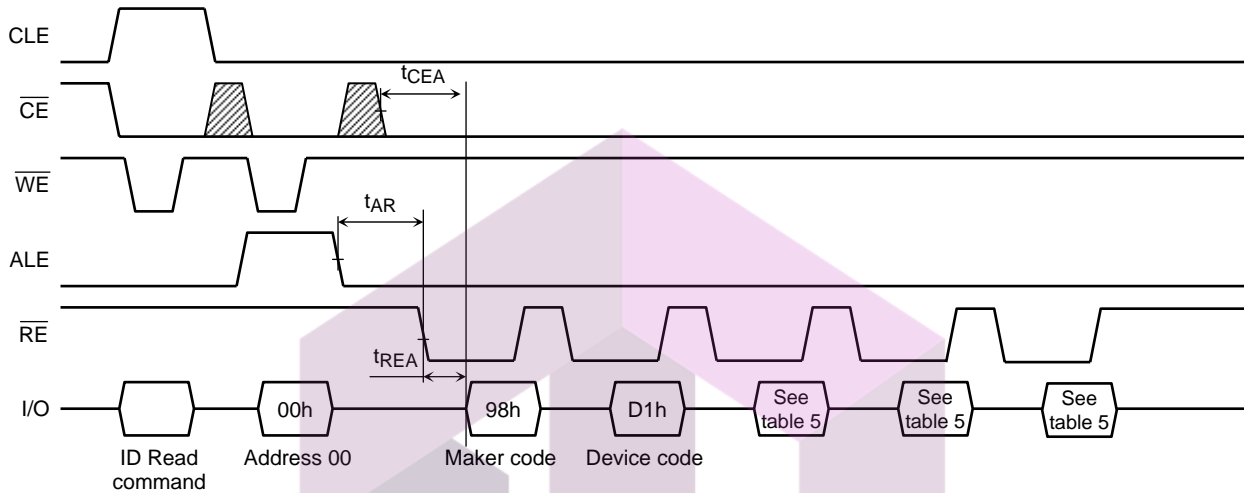 CLE
tCEA
CE
WE
tAR
ALE
RE
tREA
I/O
00h
98h
D1h
See
table 5
See
table 5
See
table 5
ID Read
command
Address 00
Maker code
Device code